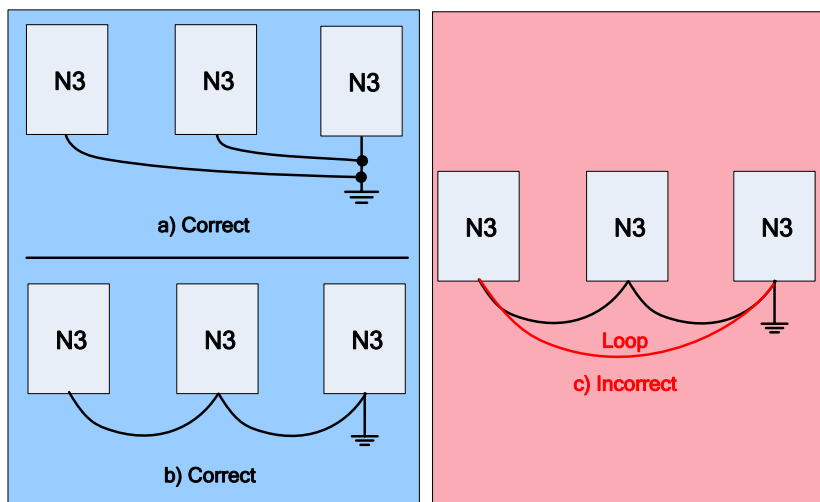 N3 N3 N3
a) Correct
N3 N3 N3
b) Correct
N3 N3 N3
Loop
c) Incorrect